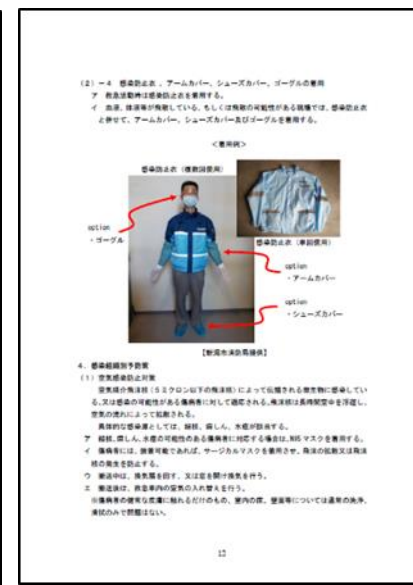 (2)-4 感染防止衣、アームカバー、シューズカバー、ゴーグルの着用
ア 救急活動時は感染防止衣を着用する。
イ 血液、体液等が飛散している、もしくは飛散の可能性がある現場では、感染防止衣
と併せて、アームカバー、シューズカバー及びゴーグルを着用する。
<着用例>
感染防止衣(複数回使用)
option
・ゴーグル
感染防止衣(単回使用)
option
・アームカバー
option
・シューズカバー
【新潟市消防局提供】
4.感染経路別予防策
(1)空気感染防止対策
空気媒介飛沫核(5ミクロン以下の飛沫核)によって伝播される微生物に感染してい
る、又は感染の可能性がある傷病者に対して適応される。飛沫核は長時間空中を浮遊し、
空気の流れによって拡散される。
具体的な感染源としては、結核、麻しん、水痘が該当する。
ア 結核、麻しん、水痘の可能性のある傷病者に対応する場合は、N95マスクを着用する。
イ 傷病者には、装着可能であれば、サージカルマスクを着用させ、飛沫の拡散又は飛沫
核の発生を防止する。
ウ 搬送中は、換気扇を回す、又は窓を開け換気を行う。
エ 搬送後は、救急車内の空気の入れ替えを行う。
※傷病者の健常な皮膚に触れるだけのもの、室内の床、壁面等については通常の洗浄、
清拭のみで問題はない。
12